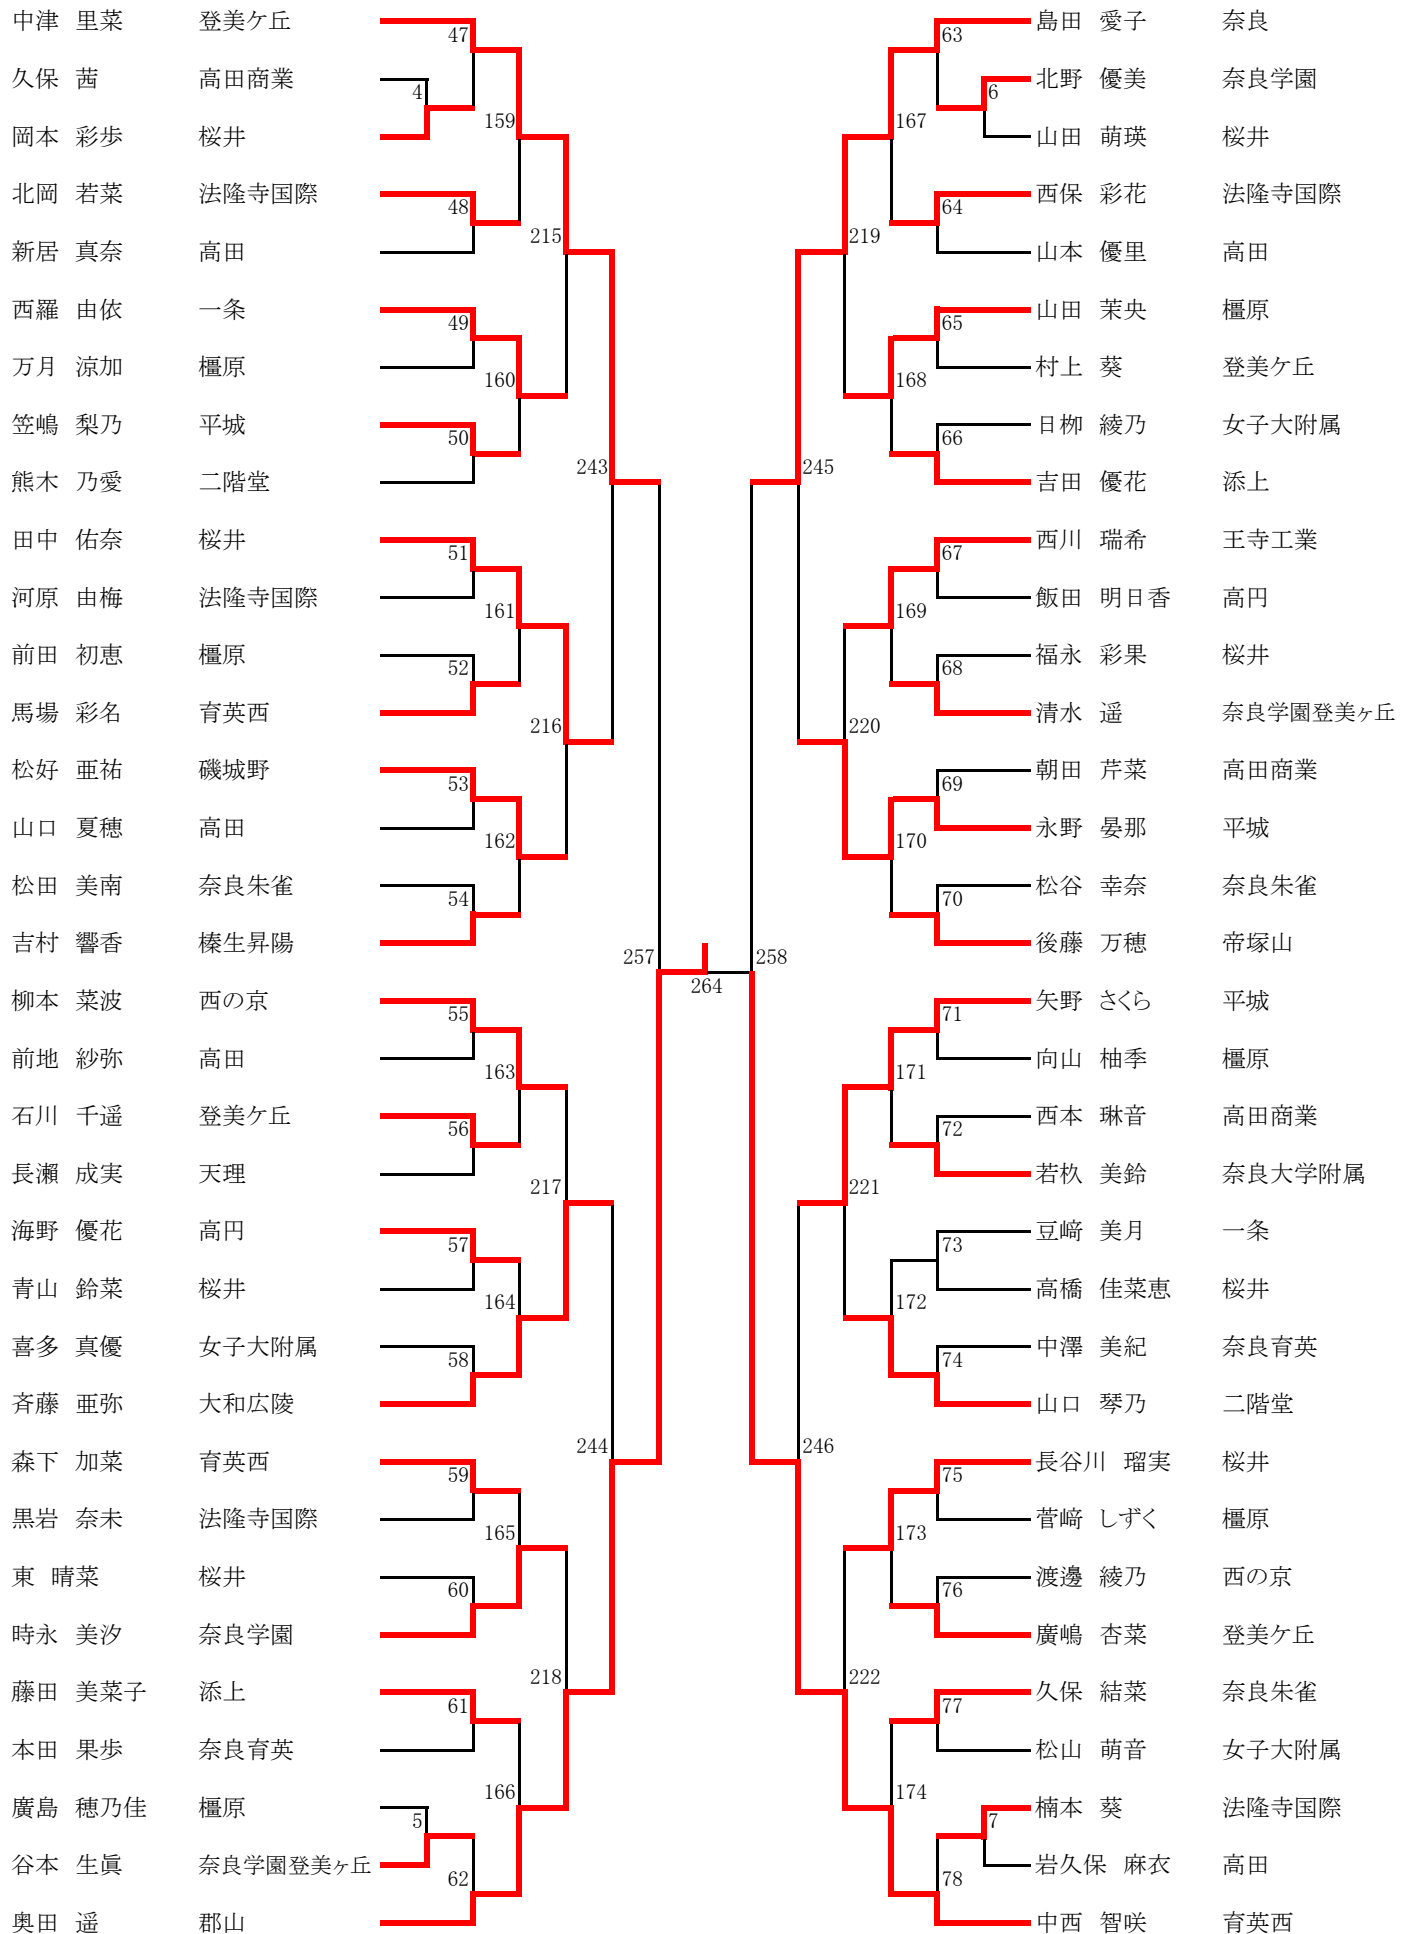 中津 里菜 登美ケ丘
47
久保 茜 高田商業
4
岡本 彩歩 桜井
159
北岡 若菜 法隆寺国際
48
新居 真奈 高田
215
西羅 由依 一条
49
万月 涼加 橿原
160
笠嶋 梨乃 平城
50
熊木 乃愛 二階堂
243
田中 佑奈 桜井
51
河原 由梅 法隆寺国際
161
前田 初恵 橿原
52
馬場 彩名 育英西
216
松好 亜祐 磯城野
53
山口 夏穂 高田
162
松田 美南 奈良朱雀
54
吉村 響香 榛生昇陽
257
柳本 菜波 西の京
55
前地 紗弥 高田
163
石川 千遥 登美ケ丘
56
長瀬 成実 天理
217
海野 優花 高円
57
青山 鈴菜 桜井
164
喜多 真優 女子大附属
58
斉藤 亜弥 大和広陵
244
森下 加菜 育英西
59
黒岩 奈未 法隆寺国際
165
東 晴菜 桜井
60
時永 美汐 奈良学園
218
藤田 美菜子 添上
61
本田 果歩 奈良育英
166
廣島 穂乃佳 橿原
5
谷本 生眞 奈良学園登美ヶ丘
62
奥田 遥 郡山
264
島田 愛子 奈良
63
北野 優美 奈良学園
6
山田 萌瑛 桜井
167
西保 彩花 法隆寺国際
64
山本 優里 高田
219
山田 茉央 橿原
65
村上 葵 登美ケ丘
168
日栁 綾乃 女子大附属
66
吉田 優花 添上
245
西川 瑞希 王寺工業
67
飯田 明日香 高円
169
福永 彩果 桜井
68
清水 遥 奈良学園登美ヶ丘
220
朝田 芹菜 高田商業
69
永野 晏那 平城
170
松谷 幸奈 奈良朱雀
70
後藤 万穂 帝塚山
258
矢野 さくら 平城
71
向山 柚季 橿原
171
西本 琳音 高田商業
72
若杦 美鈴 奈良大学附属
221
豆﨑 美月 一条
73
高橋 佳菜恵 桜井
172
中澤 美紀 奈良育英
74
山口 琴乃 二階堂
246
長谷川 瑠実 桜井
75
菅﨑 しずく 橿原
173
渡邊 綾乃 西の京
76
廣嶋 杏菜 登美ケ丘
222
久保 結菜 奈良朱雀
77
松山 萌音 女子大附属
174
楠本 葵 法隆寺国際
7
岩久保 麻衣 高田
78
中西 智咲 育英西